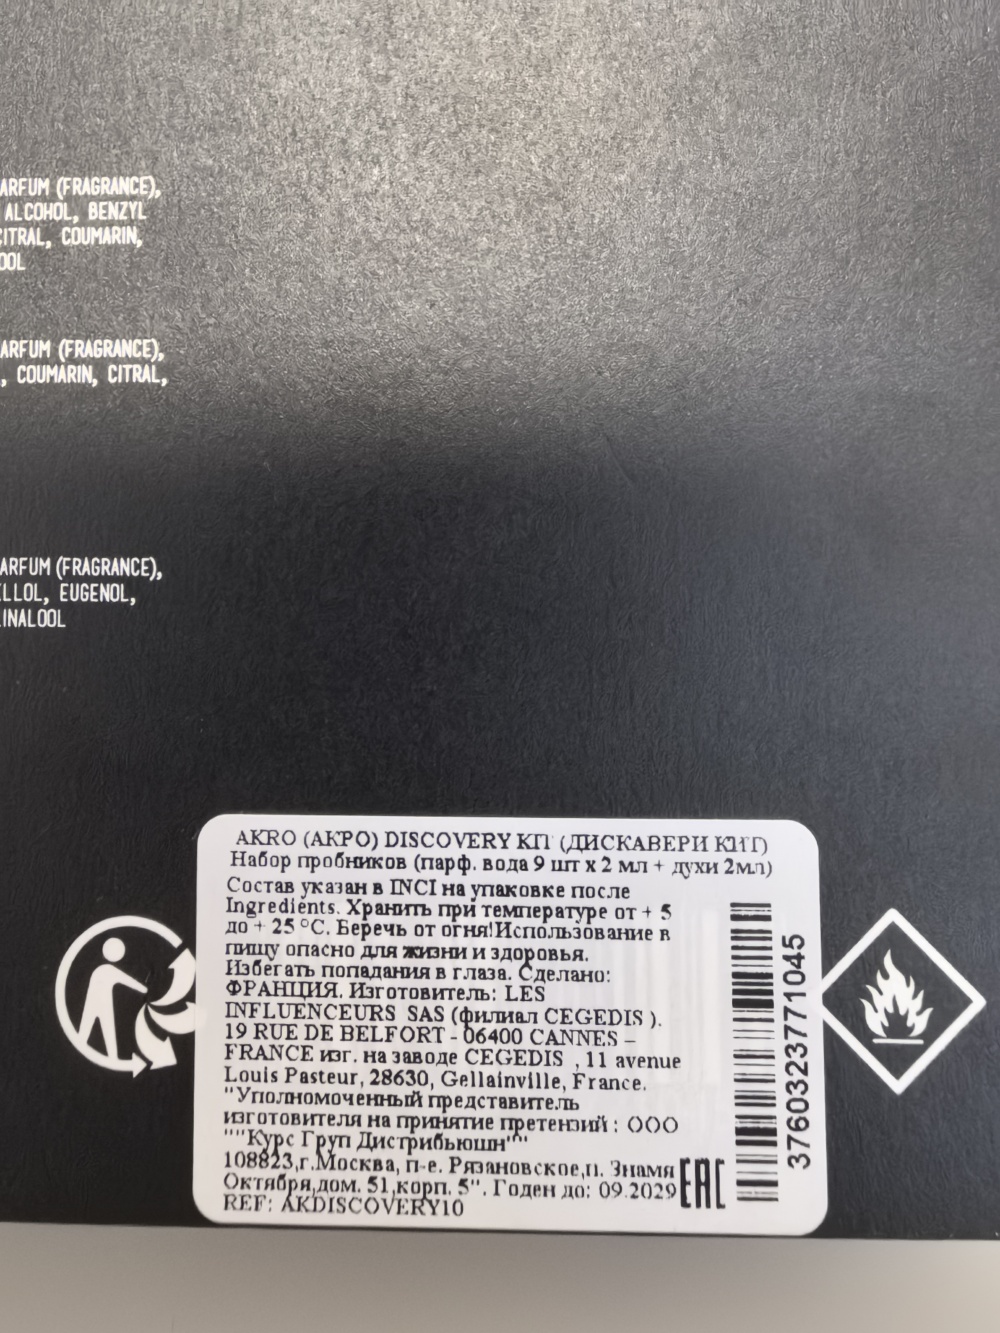 ARFUM (FRAGRANCE),
ALCOHOL, BENZYL
CITRAL, COUMARIN,
OOL
ARFUM (FRAGRANCE),
, COUMARIN, CITRAL,
ARFUM (FRAGRANCE),
ELLOL, EUGENOL,
LINALOOL
AKRO (АКРО) DISCOVERY КІТ (ДИСКАВЕРИ КИТ)
Набор пробников (парф. вода 9 шт х 2 мл + духи 2мл)
Состав указан в INCI на упаковке после
Ingredients. Хранить при температуре от + 5
до + 25 °C. Беречь от огня!Использование в
пищу опасно для жизни и здоровья.
Избегать попадания в глаза. Сделано:
ФРАНЦИЯ. Изготовитель: LES
INFLUENCEURS SAS (филиал CEGEDIS ).
19 RUE DE BELFORT - 06400 CANNES –
FRANCE изг. на заводе CEGEDIS , 11 avenue
Louis Pasteur, 28630, Gellainville, France.
"Уполномоченный представитель
изготовителя на принятие претензий : ООО
""Курс Груп Дистрибьюшн""
108823,г.Москва, п-е. Рязановское,п. Знамя
Октября,дом. 51,корп. 5". Годен до: 09.2029
REF: AKDISCOVERY10
EAC
3760323771045